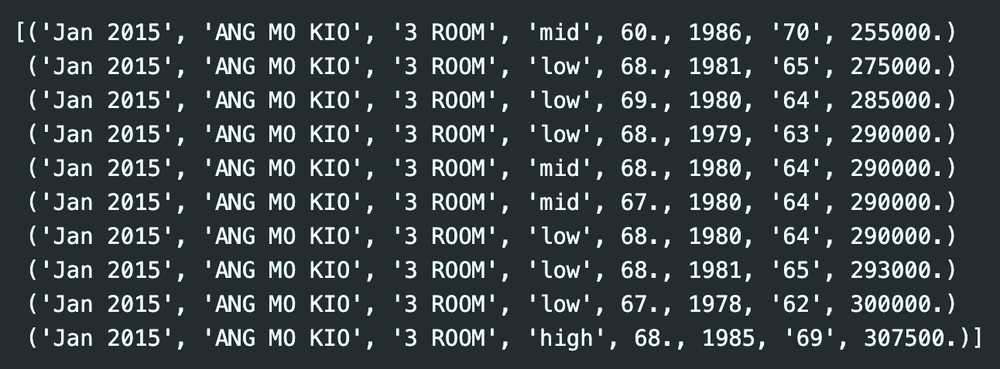 [('Jan 2015', 'ANG MO KIO', '3 ROOM', 'mid', 60., 1986, '70', 255000.)
('Jan 2015', 'ANG MO KIO', '3 ROOM', 'low', 68., 1981, '65', 275000.)
('Jan 2015', 'ANG MO KIO', '3 ROOM', 'low', 69., 1980, '64', 285000.)
('Jan 2015', 'ANG MO KIO', '3 ROOM', 'low', 68., 1979, '63', 290000.)
('Jan 2015', 'ANG MO KIO', '3 ROOM', 'mid', 68., 1980, '64', 290000.)
('Jan 2015', 'ANG MO KIO', '3 ROOM', 'mid', 67., 1980, '64', 290000.)
('Jan 2015', 'ANG MO KIO', '3 ROOM', 'low', 68., 1980, '64', 290000.)
('Jan 2015', 'ANG MO KIO', '3 ROOM', 'low', 68., 1981, '65', 293000.)
('Jan 2015', 'ANG MO KIO', '3 ROOM', 'low', 67., 1978, '62', 300000.)
('Jan 2015', 'ANG MO KIO', '3 ROOM', 'high', 68., 1985, '69', 307500.)]